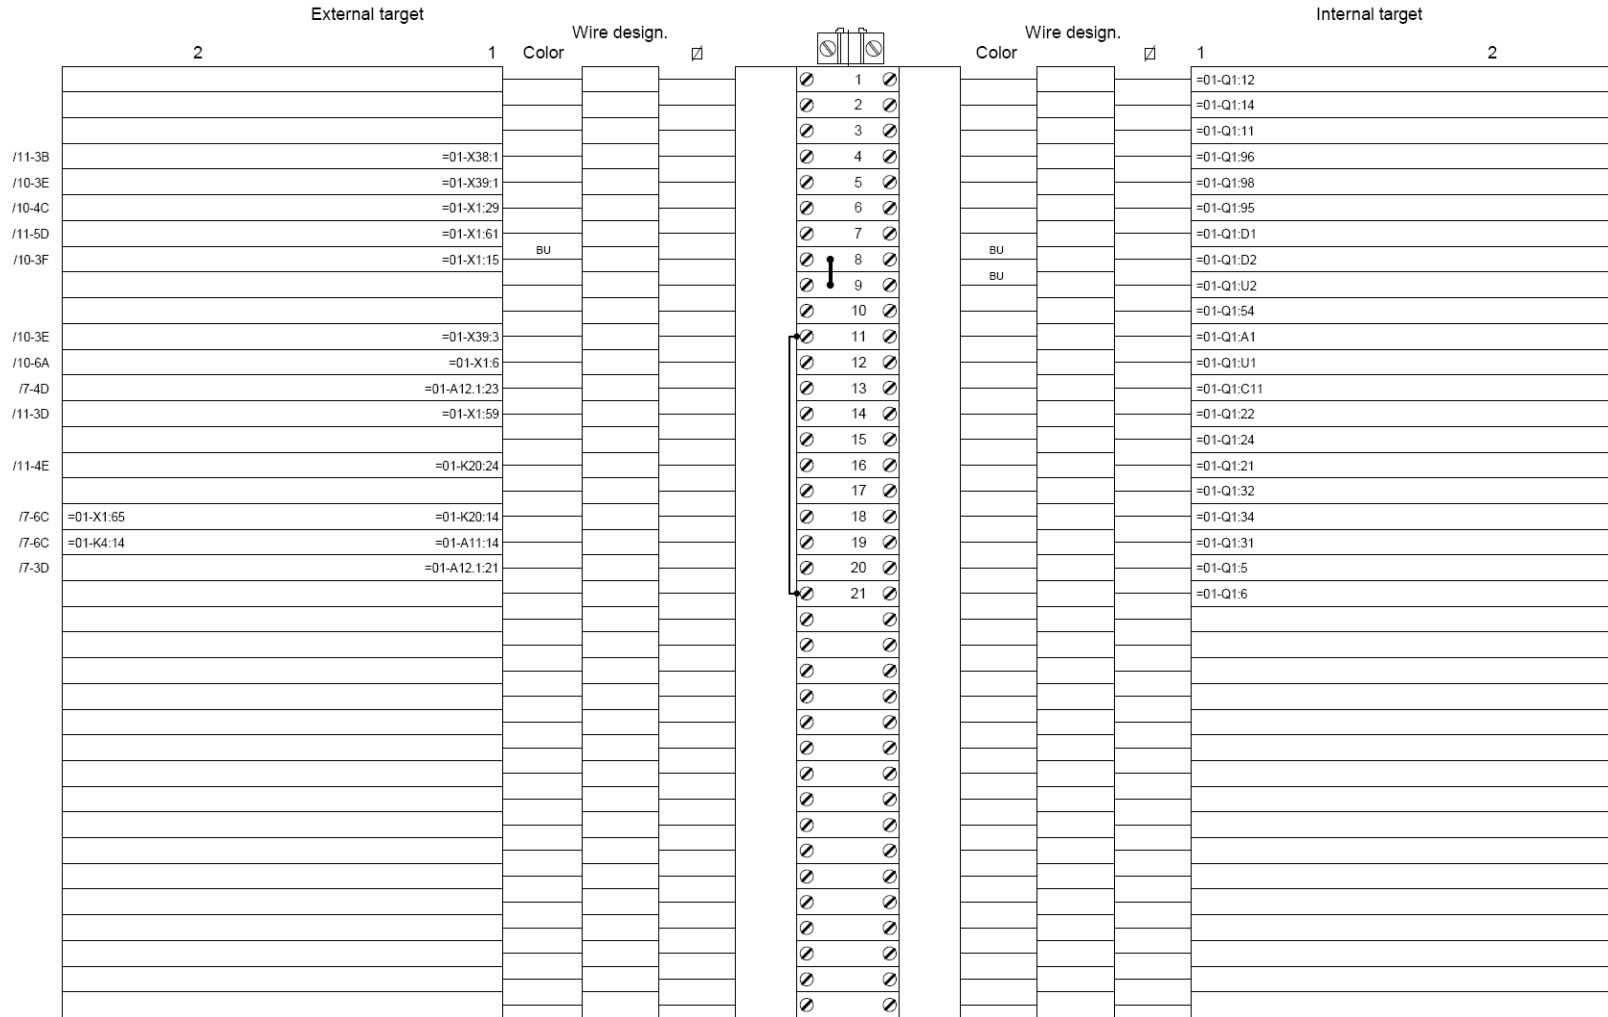 External target Internal target
Wire design. Wire design.
2 1 Color Color 1 2
1 =01-Q1:12
2 =01-Q1:14
3 =01-Q1:11
/11-3B =01-X38:1 4 =01-Q1:96
/10-3E =01-X39:1 5 =01-Q1:98
/10-4C =01-X1:29 6 =01-Q1:95
/11-5D =01-X1:61 7 =01-Q1:D1
BU BU
/10-3F =01-X1:15 8 =01-Q1:D2
BU
9 =01-Q1:U2
10 =01-Q1:54
/10-3E =01-X39:3 11 =01-Q1:A1
/10-6A =01-X1:6 12 =01-Q1:U1
/7-4D =01-A12.1:23 13 =01-Q1:C11
/11-3D =01-X1:59 14 =01-Q1:22
15 =01-Q1:24
/11-4E =01-K20:24 16 =01-Q1:21
17 =01-Q1:32
/7-6C =01-X1:65 =01-K20:14 18 =01-Q1:34
/7-6C =01-K4:14 =01-A11:14 19 =01-Q1:31
/7-3D =01-A12.1:21 20 =01-Q1:5
21 =01-Q1:6